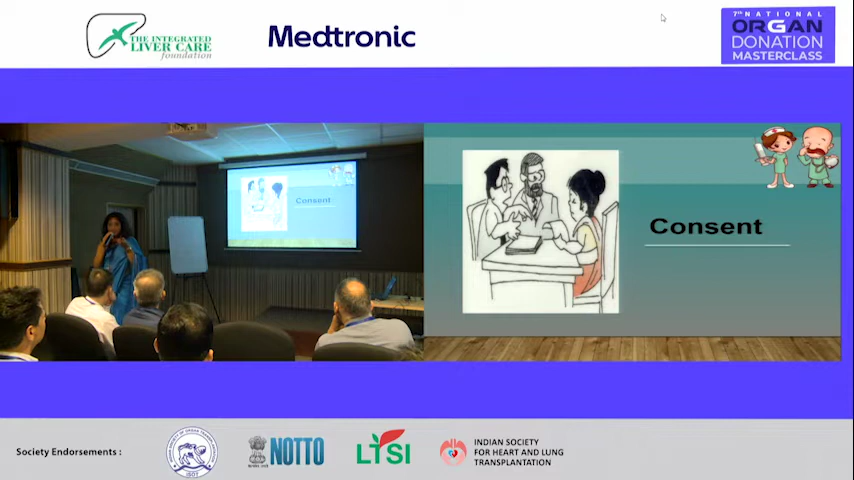 THE INTEGRATED
LIVER CARE
foundation
Medtronic
7th NATIONAL
ORGAN
DONATION
MASTERCLASS
Consent
Consent
Society Endorsements :
NOTTO
LTSI
INDIAN SOCIETY
FOR HEART AND LUNG
TRANSPLANTATION